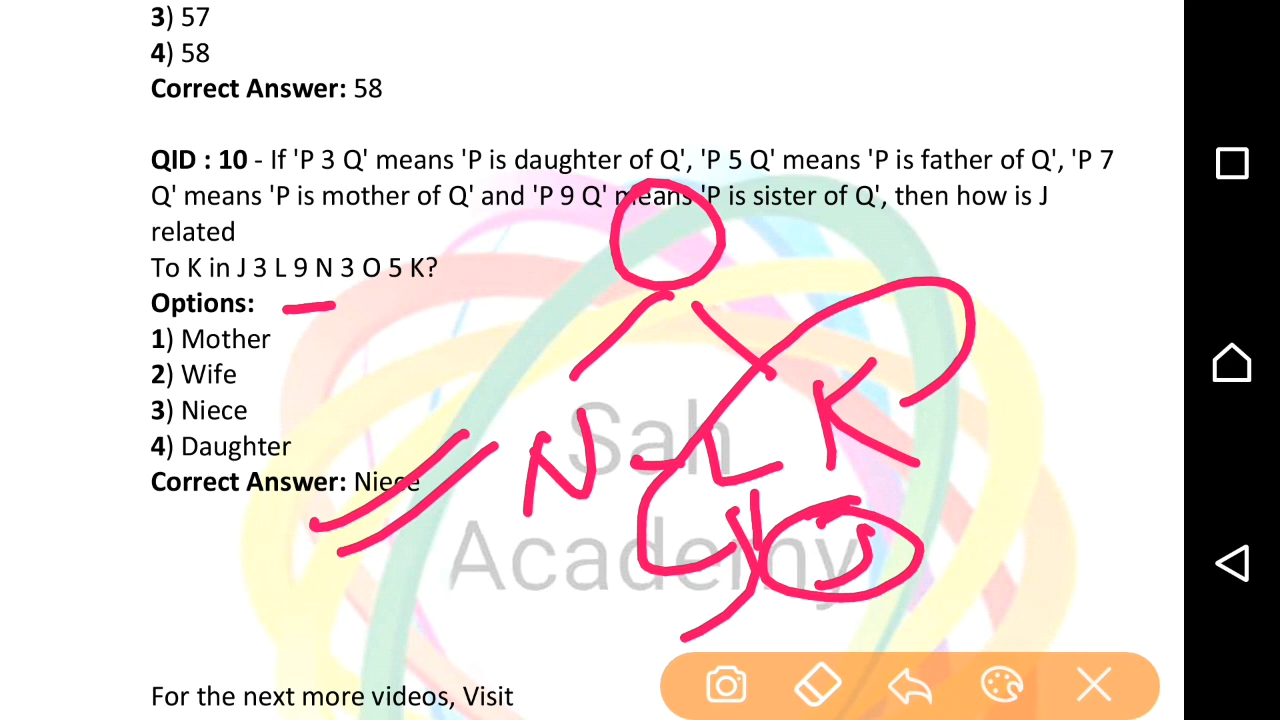 3) 57
4) 58
Correct Answer: 58
QID : 10 - If 'P 3 Q' means 'P is daughter of Q', 'P 5 Q' means 'P is father of Q', 'P 7
Q' means 'P is mother of Q' and 'P 9 Q' means 'P is sister of Q', then how is J
related
To K in J 3 L 9 N 3 O 5 K?
Options:
1) Mother
2) Wife
3) Niece
4) Daughter
Correct Answer: Niece
N - L K
J
Sah
Academy
For the next more videos, Visit